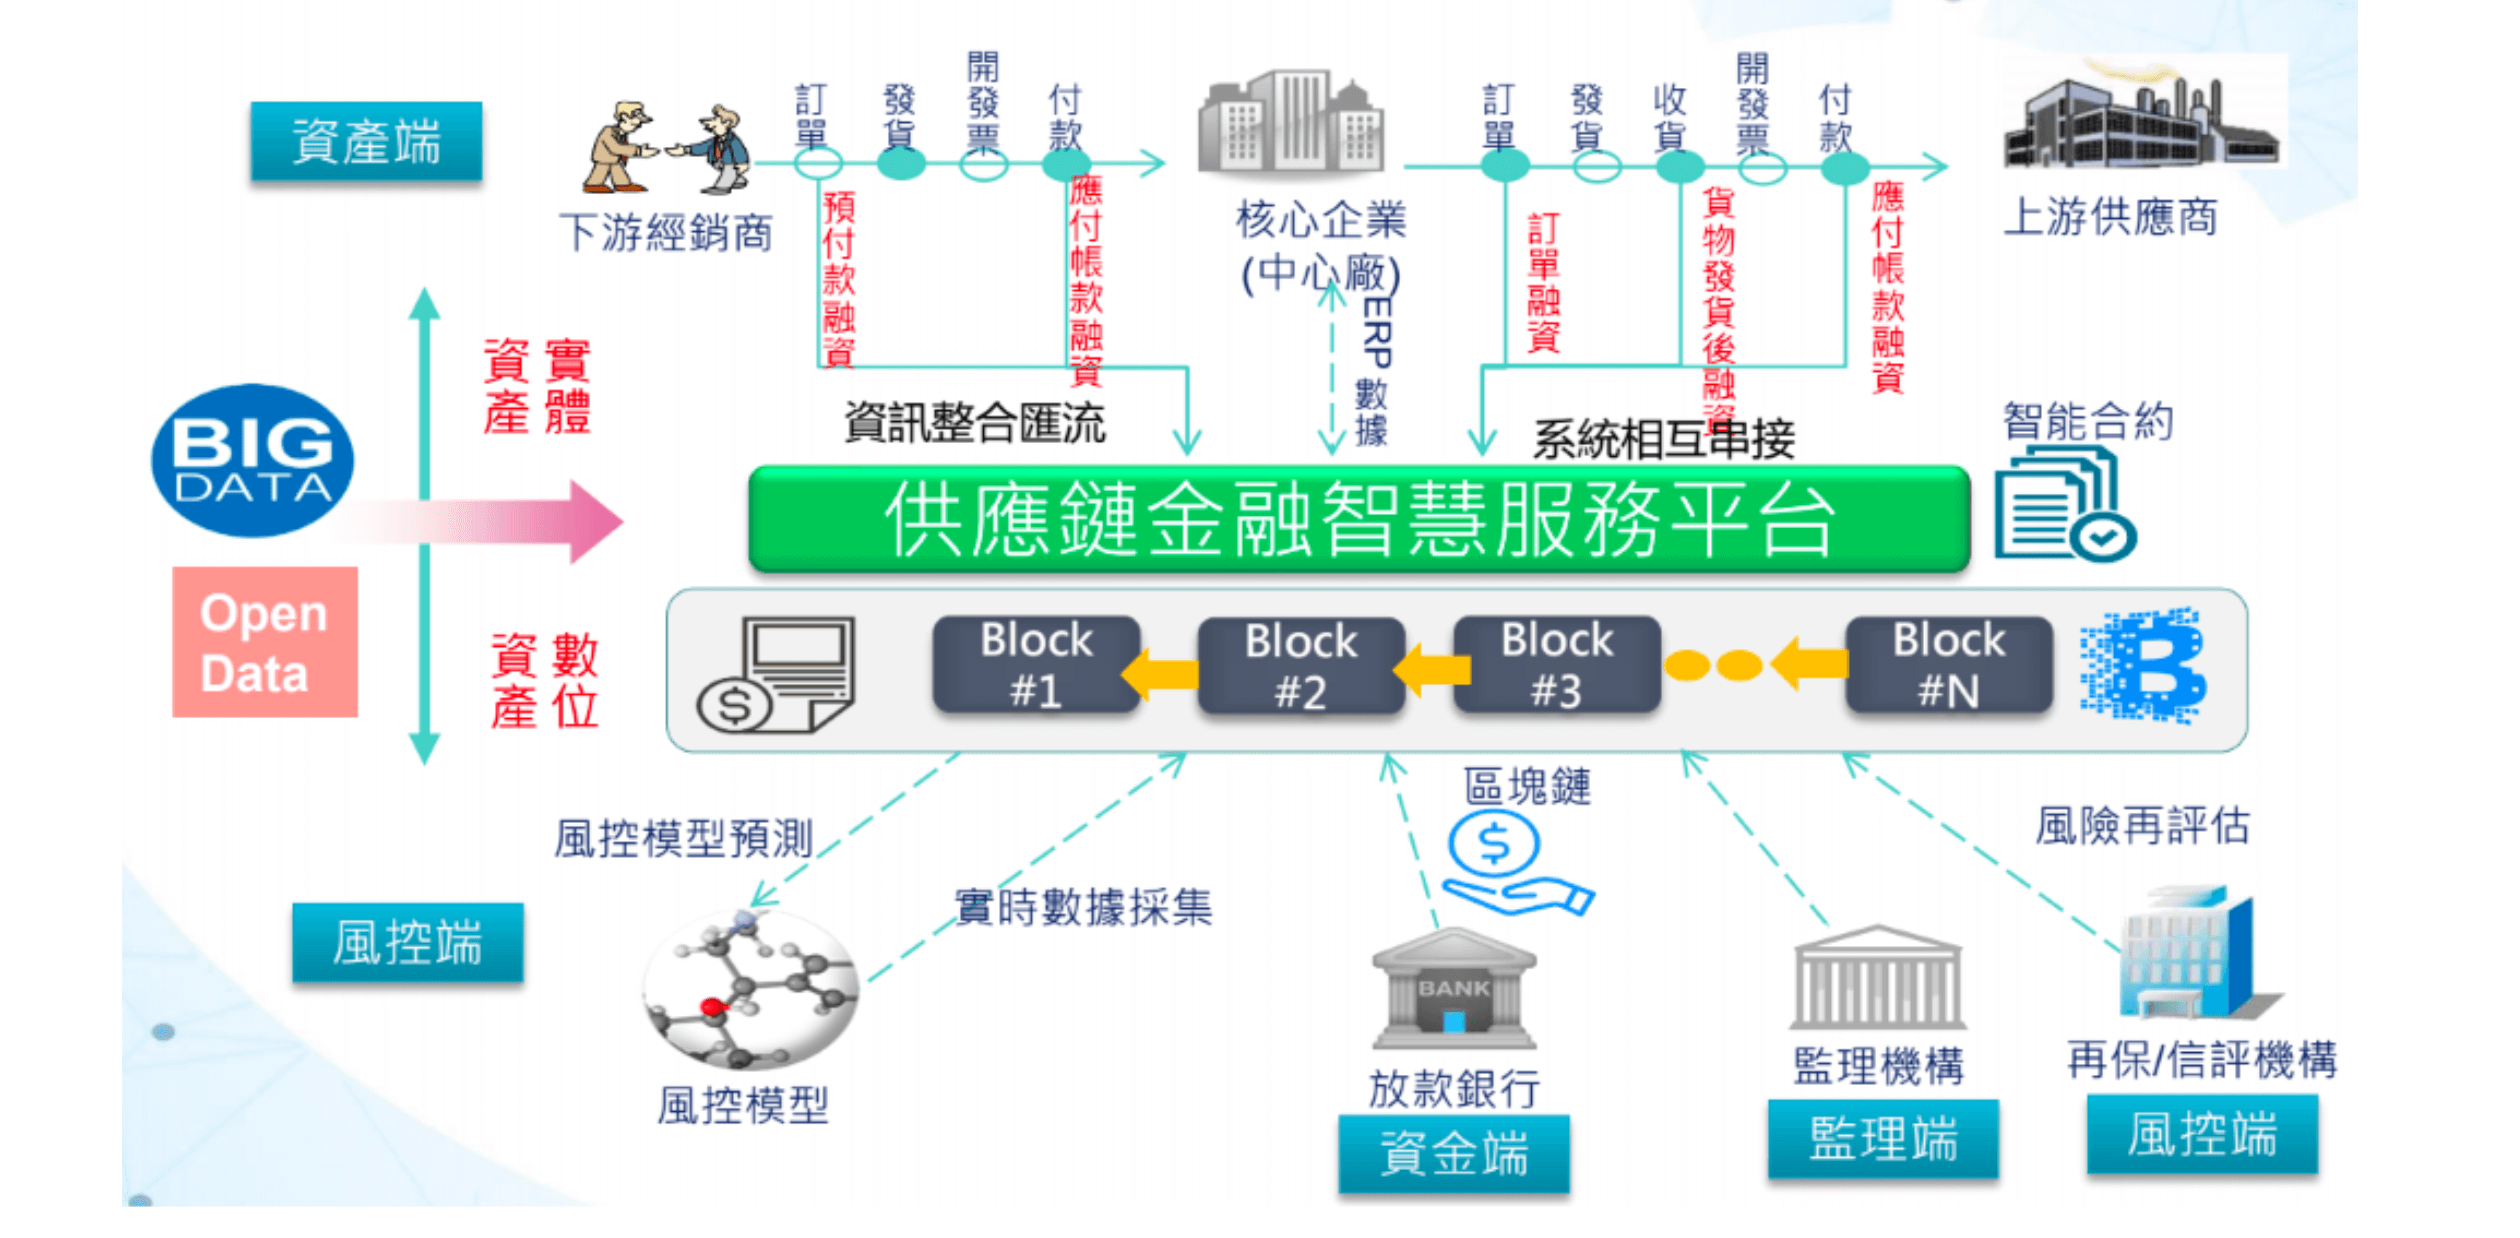 資產端
下游經銷商
訂單
發貨
開發票
付款
預付款融資
應付帳款融資
核心企業
(中心廠)
ERP 數據
訂單
發貨
收貨
開發票
付款
訂單融資
貨物發貨後融資
應付帳款融資
上游供應商
實體
資產
BIG
DATA
Open
Data
數位
資產
資訊整合匯流
系統相互串接
智能合約
供應鏈金融智慧服務平台
Block
#1
Block
#2
Block
#3
Block
#N
區塊鏈
風控模型預測
實時數據採集
風險再評估
風控端
風控模型
BANK
放款銀行
資金端
監理機構
監理端
再保/信評機構
風控端